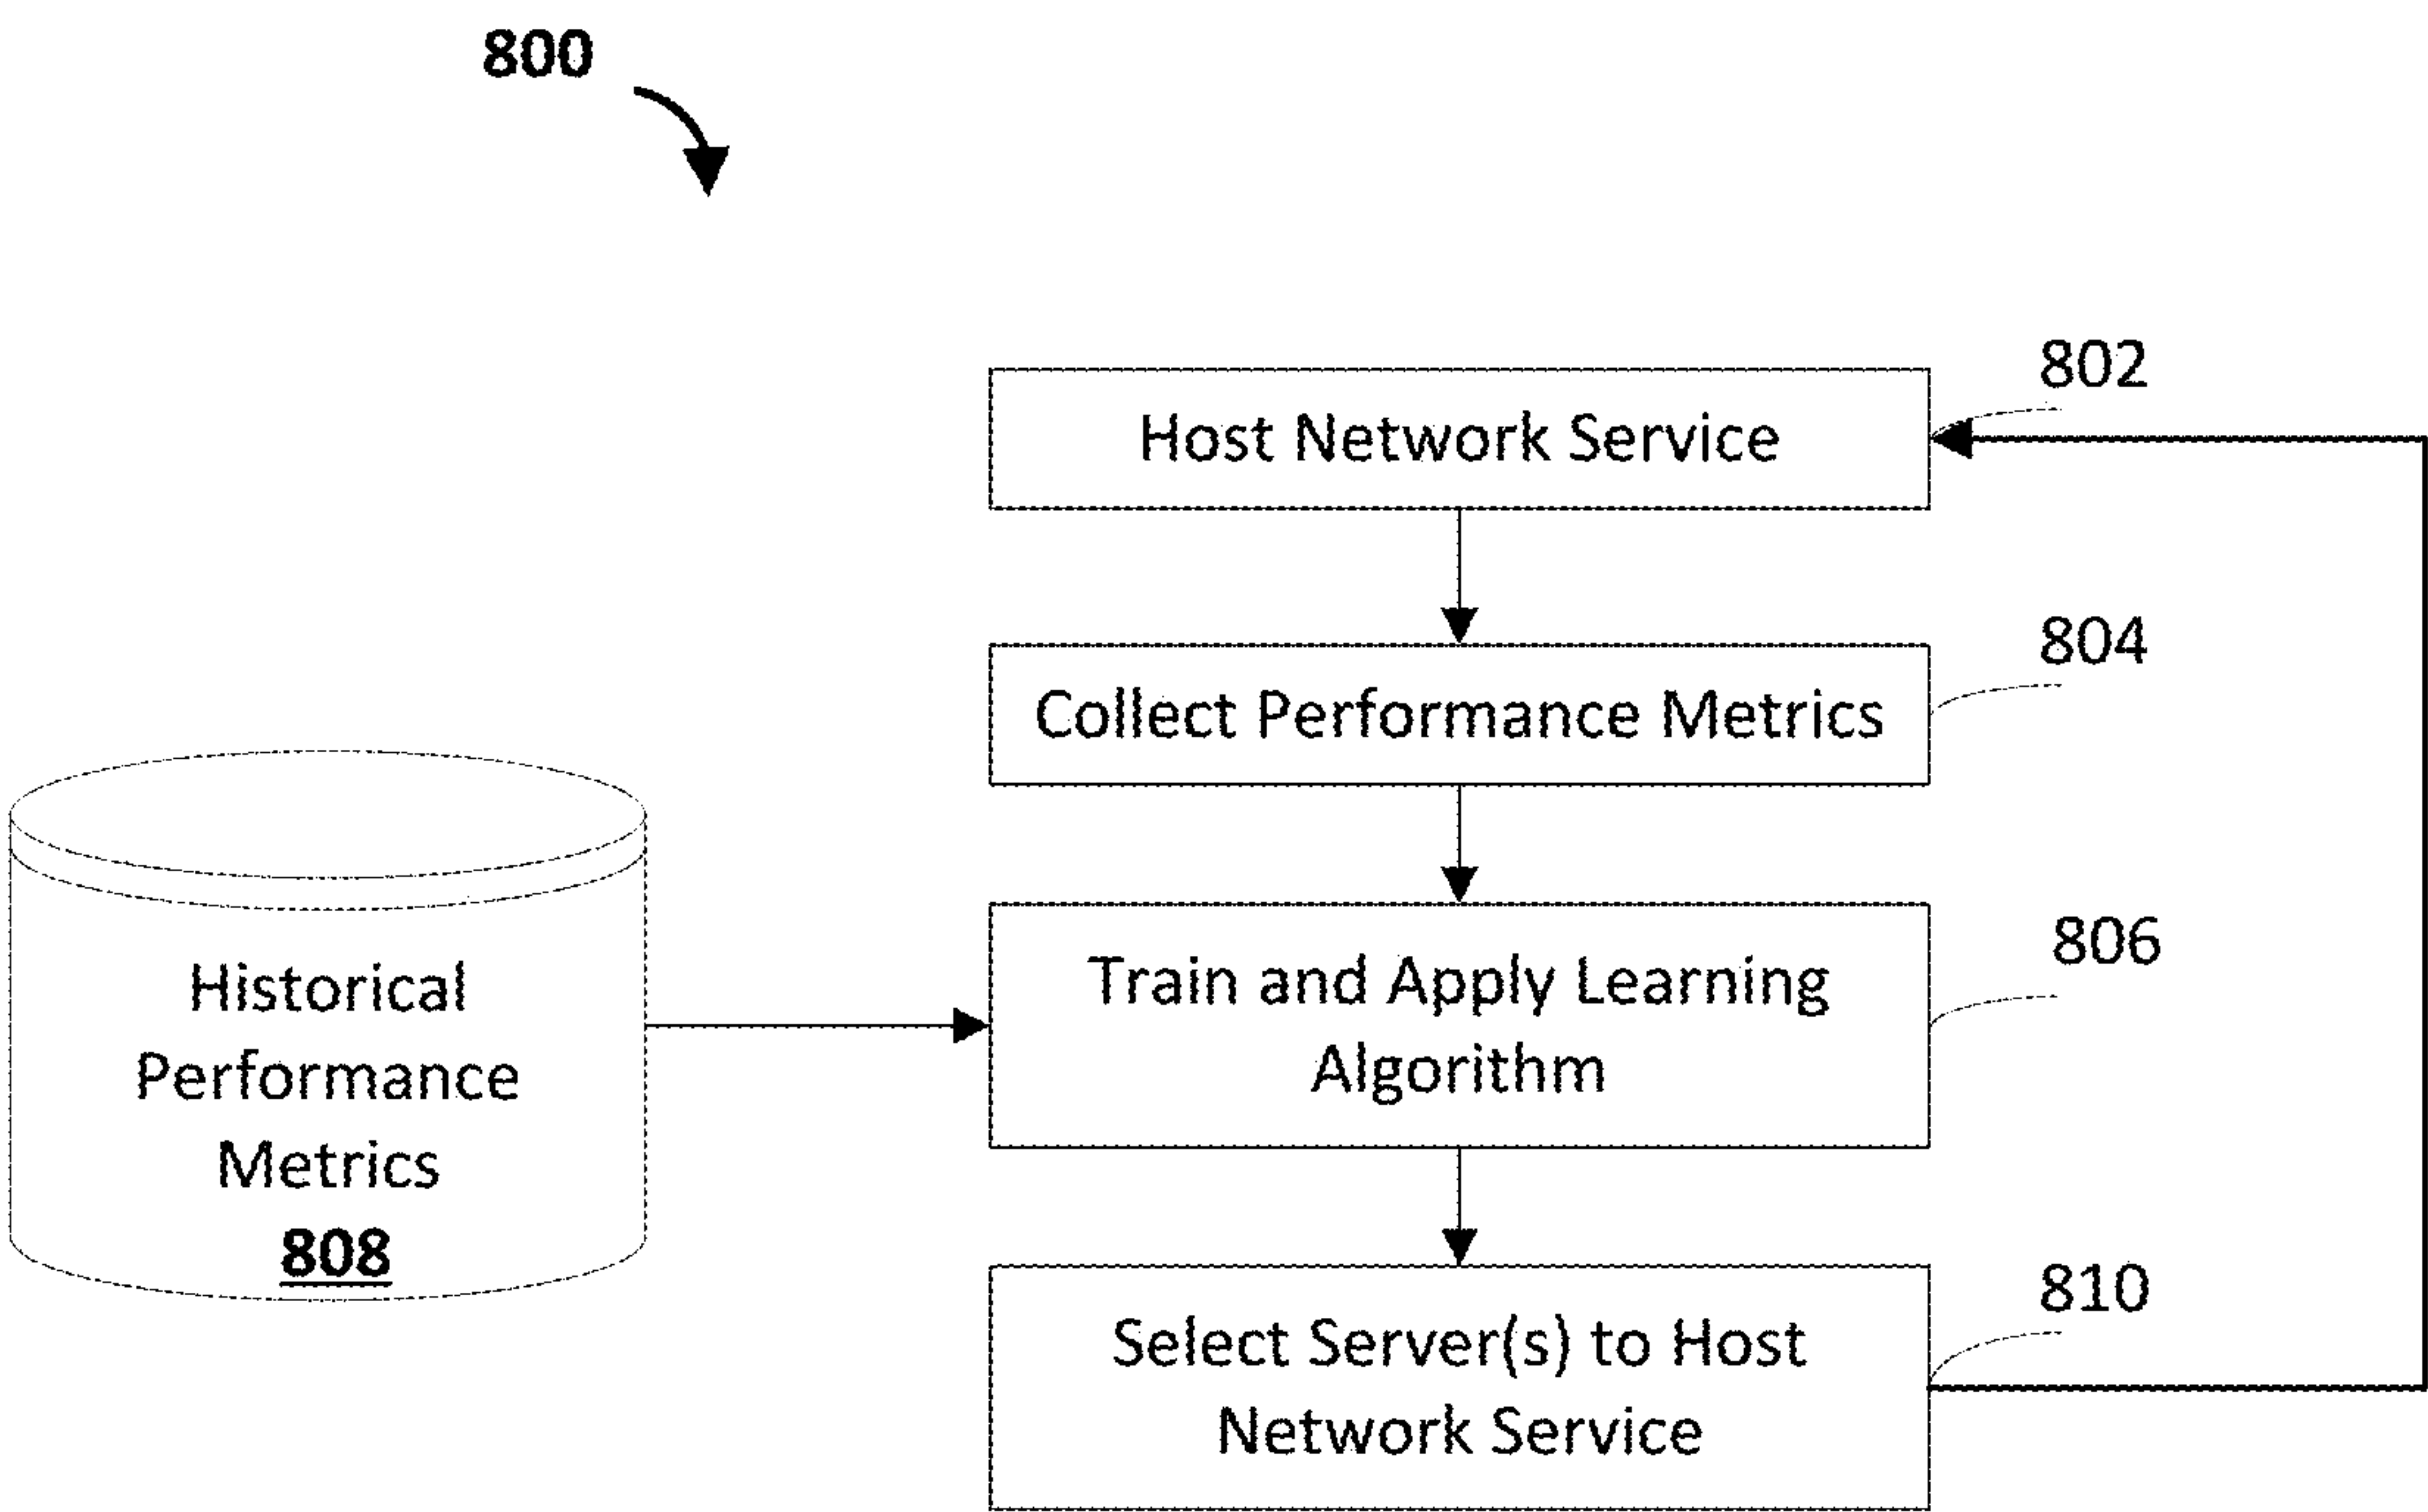 800
802
Host Network Service
804
Collect Performance Metrics
806
Train and Apply Learning
Algorithm
Historical
Performance
Metrics
808
810
Select Server(s) to Host
Network Service